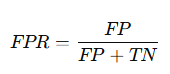 FPR = FP / (FP + TN)